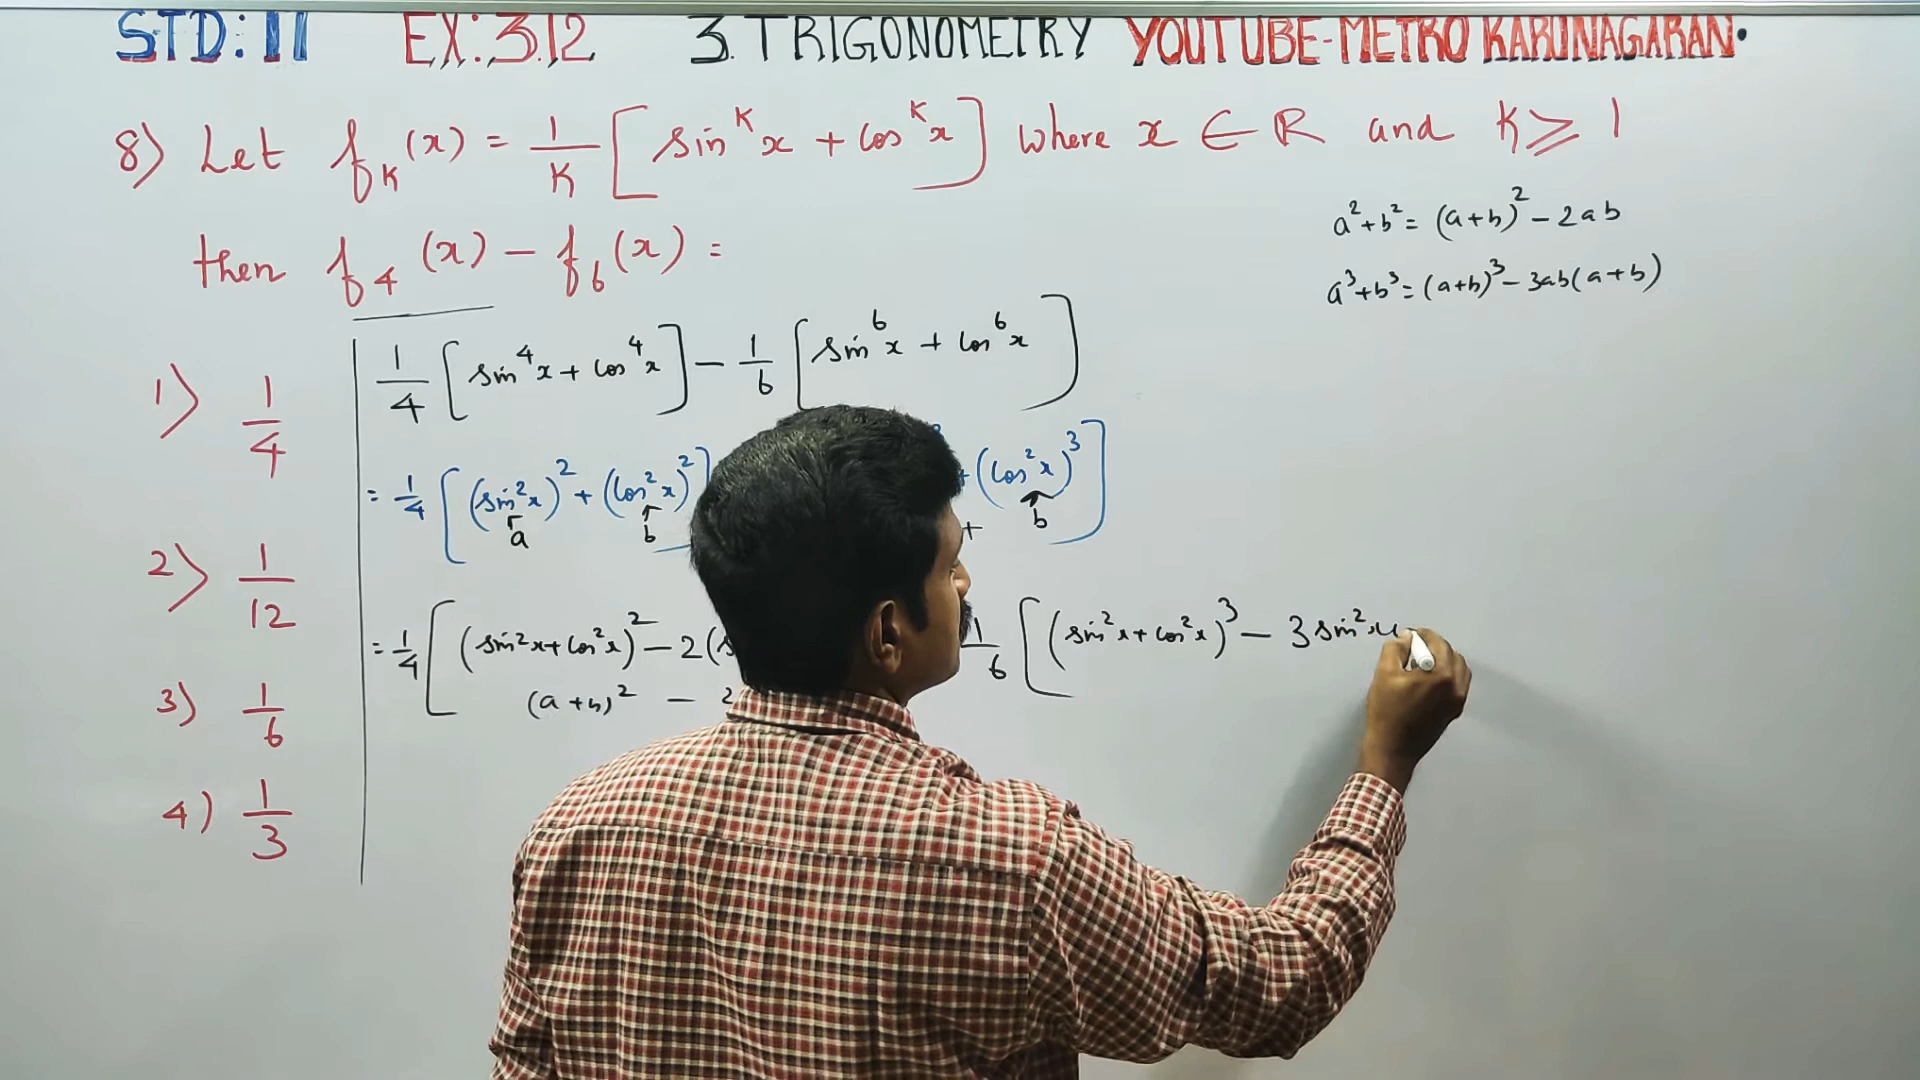 STD: 11 EX: 3.12 3. TRIGONOMETRY YOUTUBE-METRO KARUNAGARAN.
8) Let f_K(x) = 1/K [sin^K x + cos^K x] where x ∈ ℝ and K ≥ 1
a² + b² = (a+b)² - 2ab
then f_4(x) - f_6(x) =
a³ + b³ = (a+b)³ - 3ab(a+b)
1/4 [sin⁴x + cos⁴x] - 1/6 [sin⁶x + cos⁶x]
1) 1/4
= 1/4 [(sin²x)² + (cos²x)²] + (cos²x)³]
a b + b
2) 1/12
= 1/4 [(sin²x + cos²x)² - 2( 1/6 [(sin²x + cos²x)³ - 3 sin²x
(a+b)² - 2
3) 1/6
4) 1/3